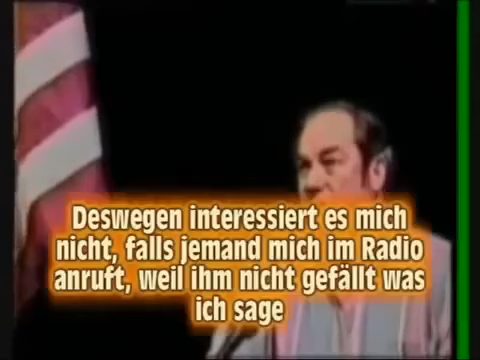 Deswegen interessiert es mich
nicht, falls jemand mich im Radio
anruft, weil ihm nicht gefällt was
ich sage